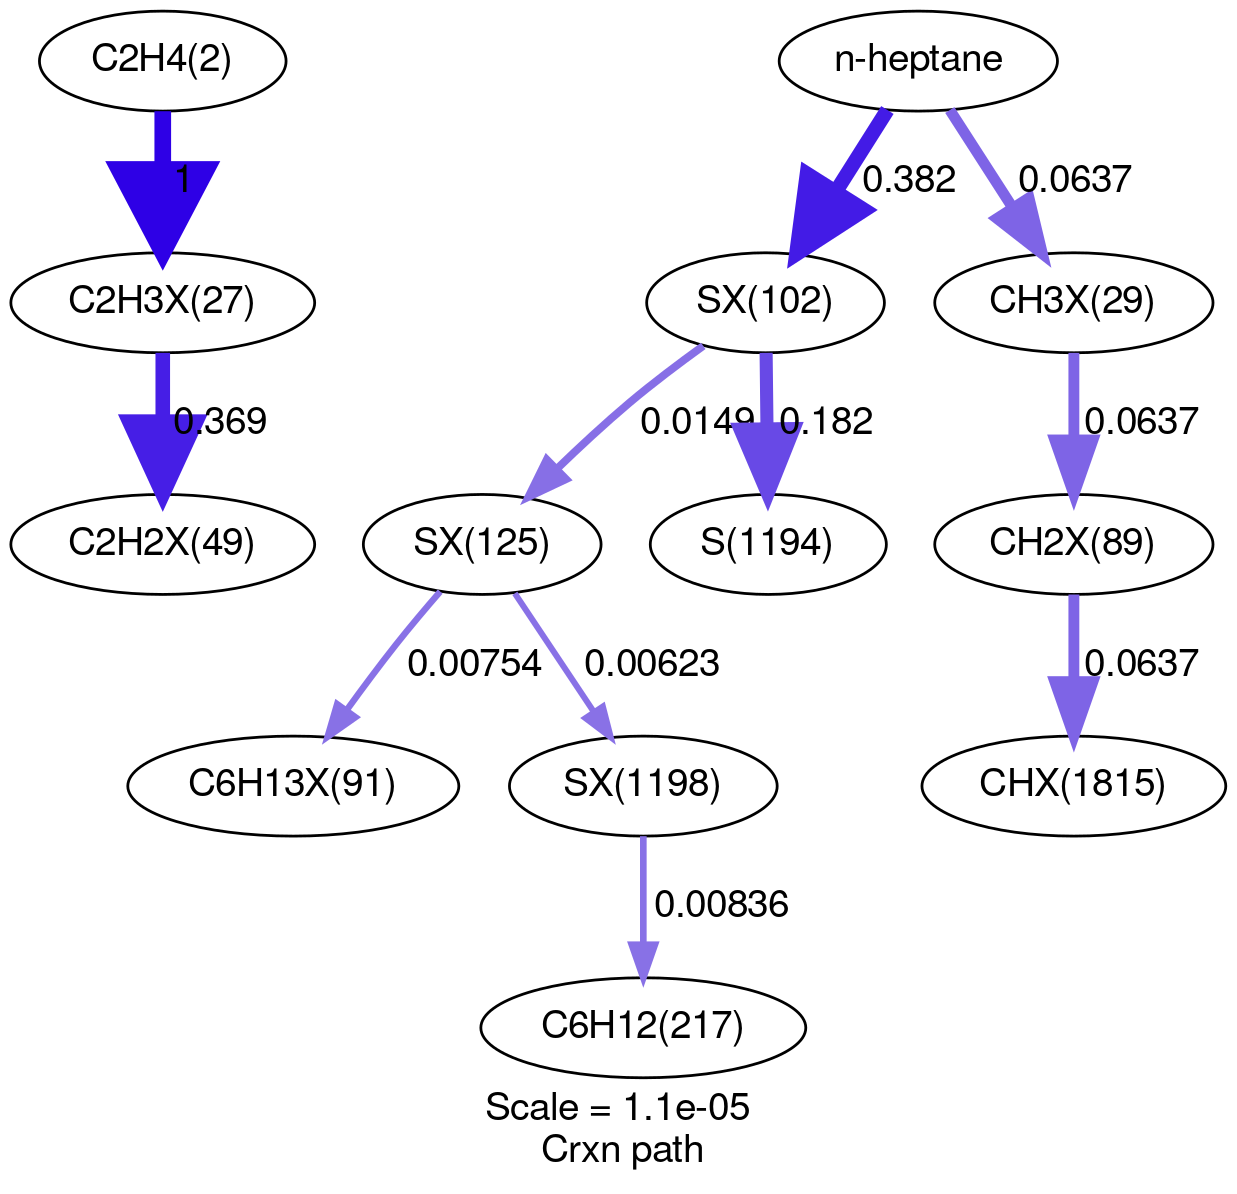 C2H4(2)
n-heptane
1
0.382
0.0637
C2H3X(27)
SX(102)
CH3X(29)
0.369
0.0149
0.182
0.0637
C2H2X(49)
SX(125)
S(1194)
CH2X(89)
0.00754
0.00623
0.0637
C6H13X(91)
SX(1198)
CHX(1815)
0.00836
C6H12(217)
Scale = 1.1e-05
Crxn path